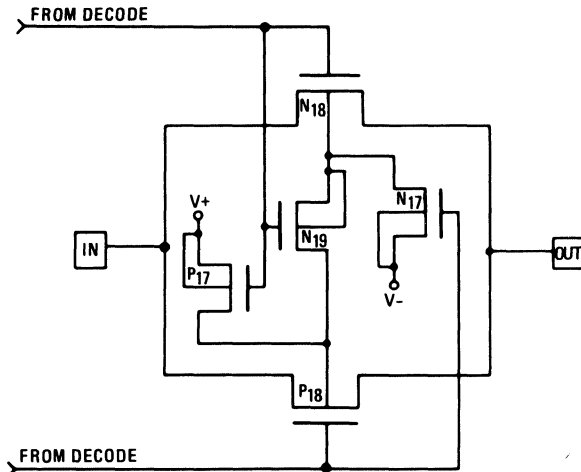 FROM DECODE
N18
V+
N17
IN
N19
OUT
P17
V-
P18
FROM DECODE